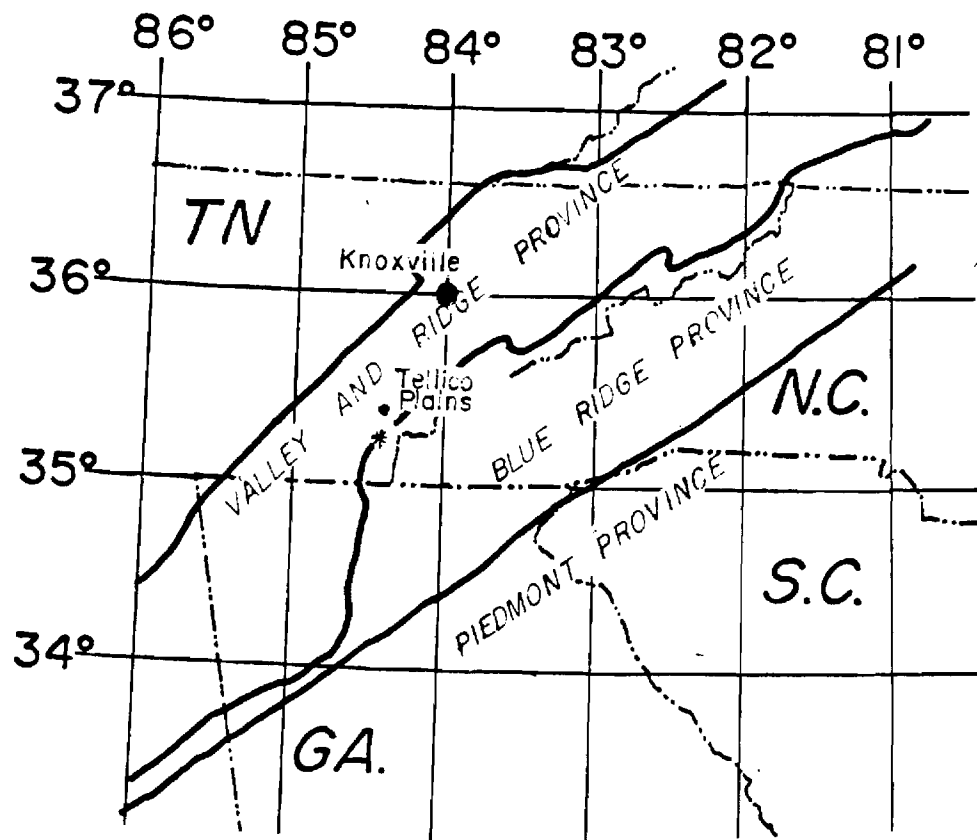 86° 85° 84° 83° 82° 81°
37°
TN
Knoxville
36°
VALLEY AND RIDGE PROVINCE
Tellico
Plains
BLUE RIDGE PROVINCE
N.C.
35°
PIEDMONT PROVINCE
S.C.
34°
GA.